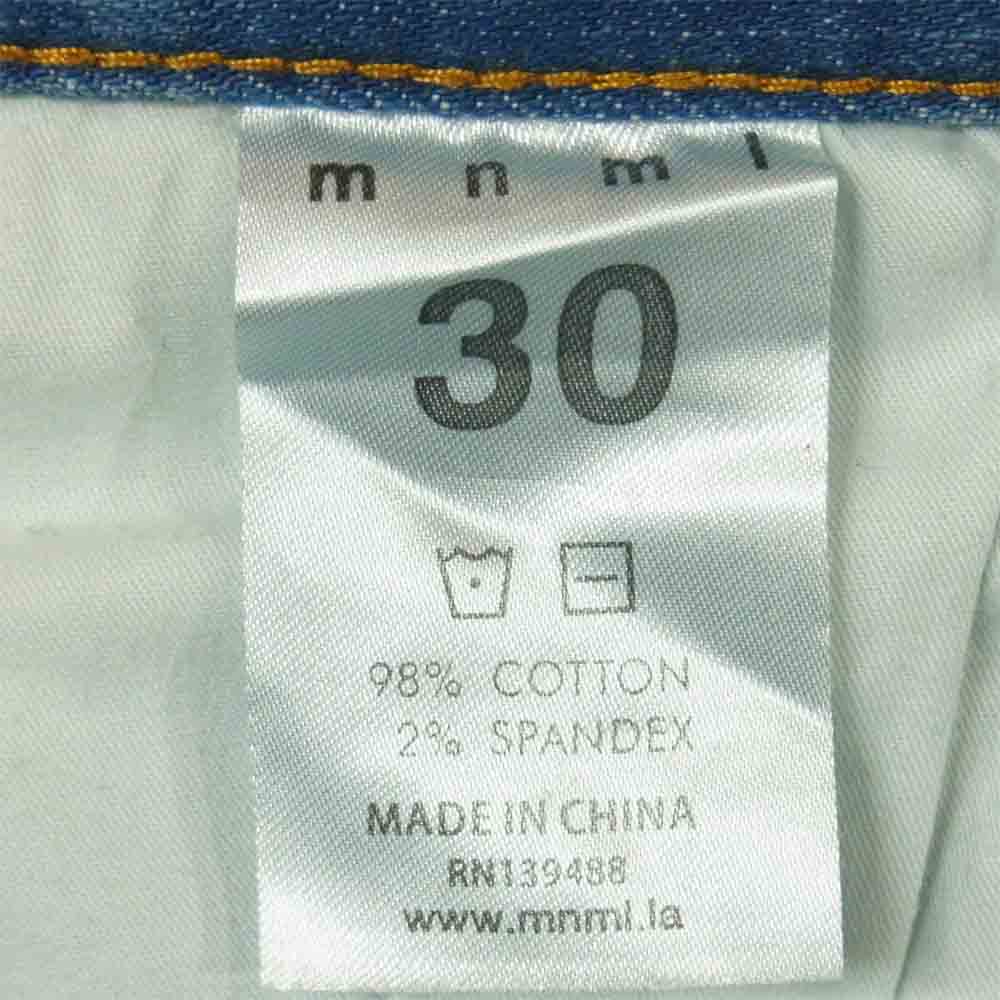 m n m l
30
98% COTTON
2% SPANDEX
MADE IN CHINA
RN139488
www.mnml.la